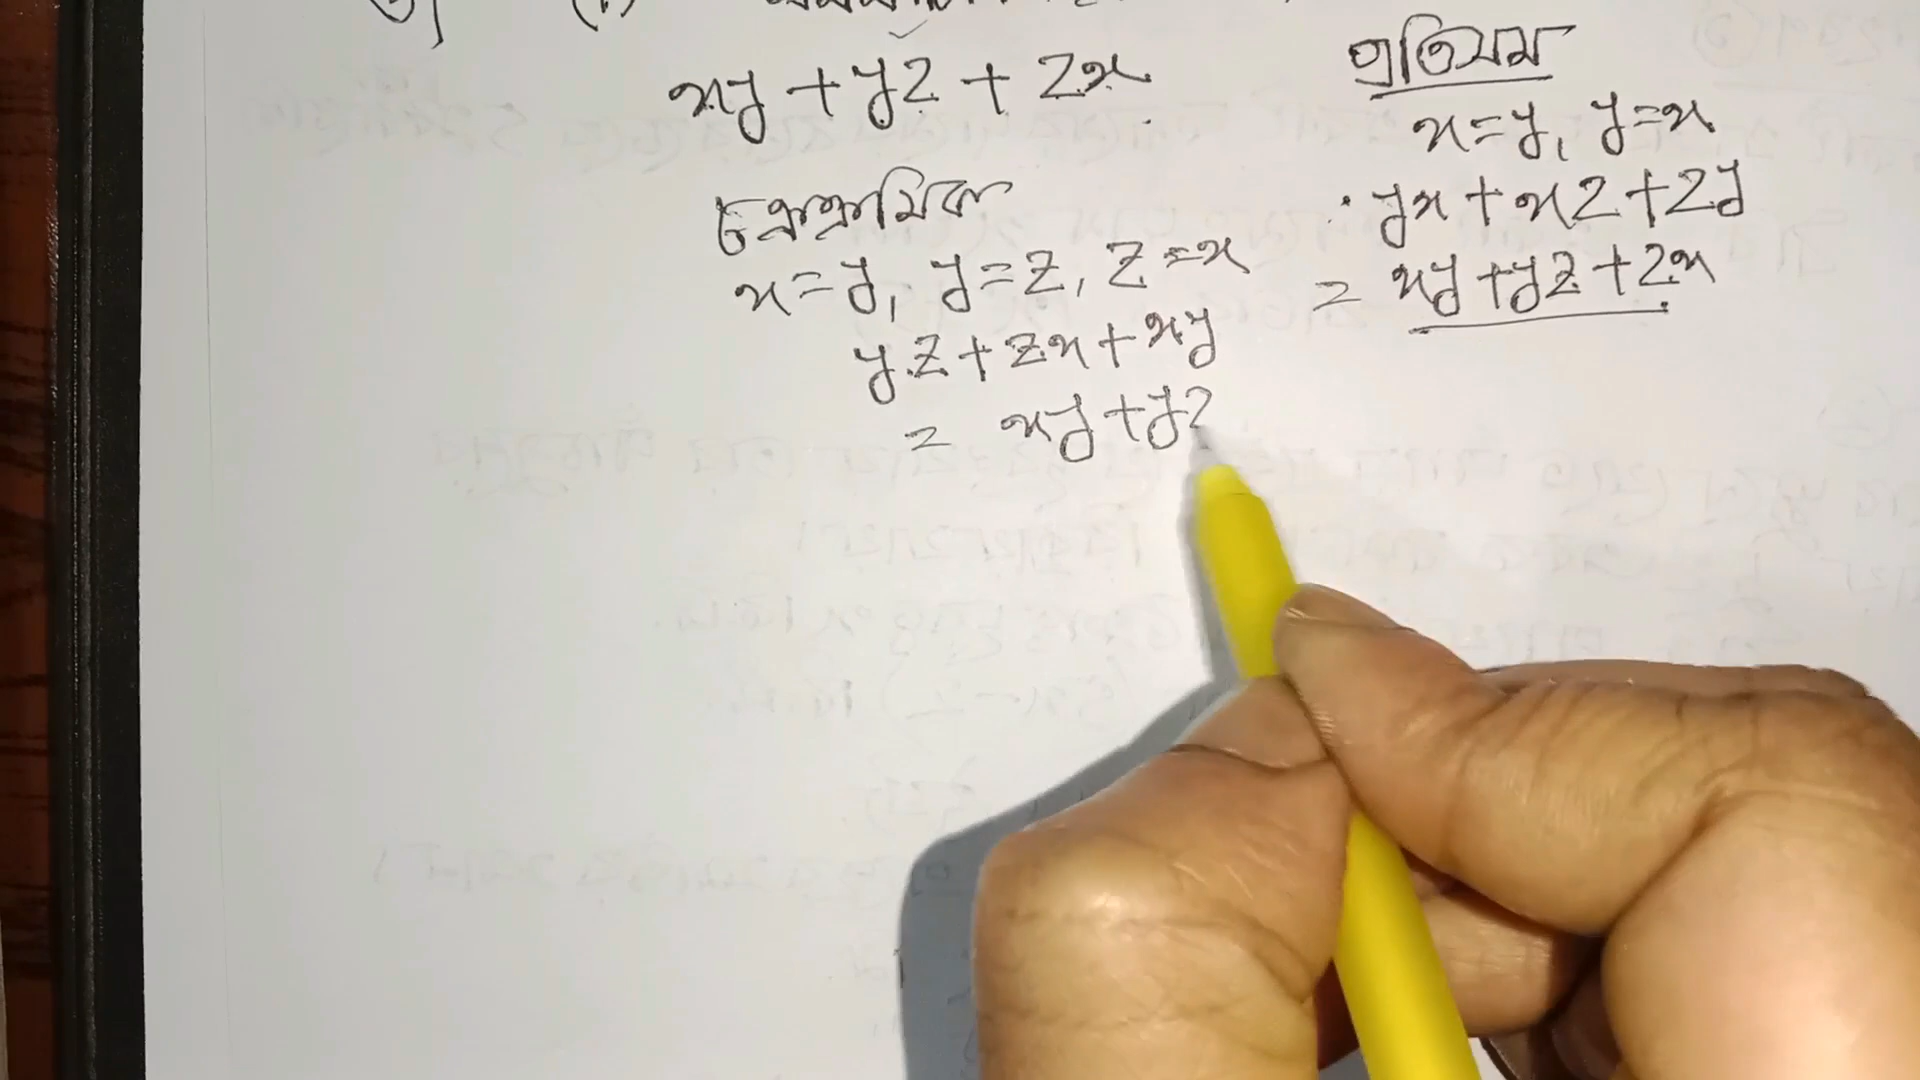 xy + yz + zx
চক্রক্রমিক
x = y, y = z, z = x
yz + zx + xy
= xy + yz
প্রতিসম
x = y, y = x
yx + xz + zy
= xy + yz + zx